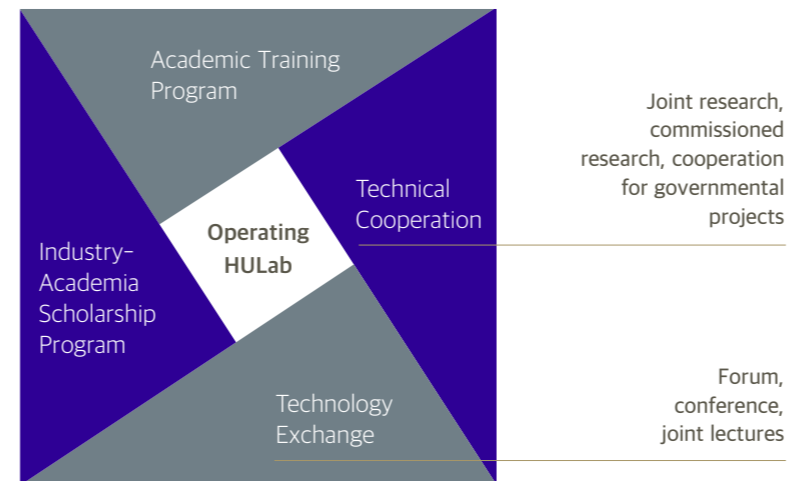 Academic Training
Program
Joint research,
commissioned
research, cooperation
for governmental
projects
Technical
Cooperation
Operating
HULab
Industry–
Academia
Scholarship
Program
Forum,
conference,
joint lectures
Technology
Exchange